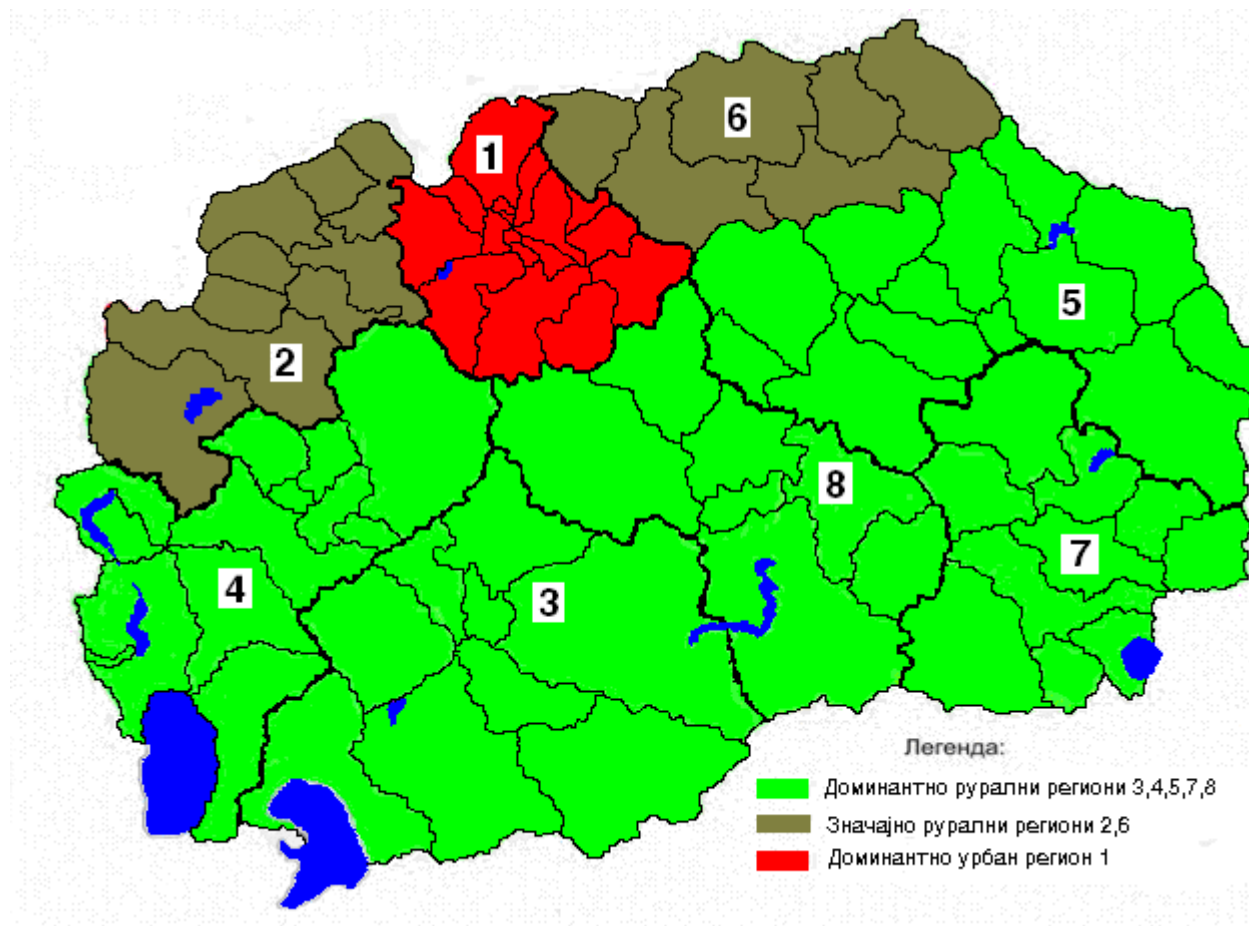 6
1
5
2
8
7
4
3
Легенда:
Доминантно рурални региони 3,4,5,7,8
Значајно рурални региони 2,6
Доминантно урбан регион 1